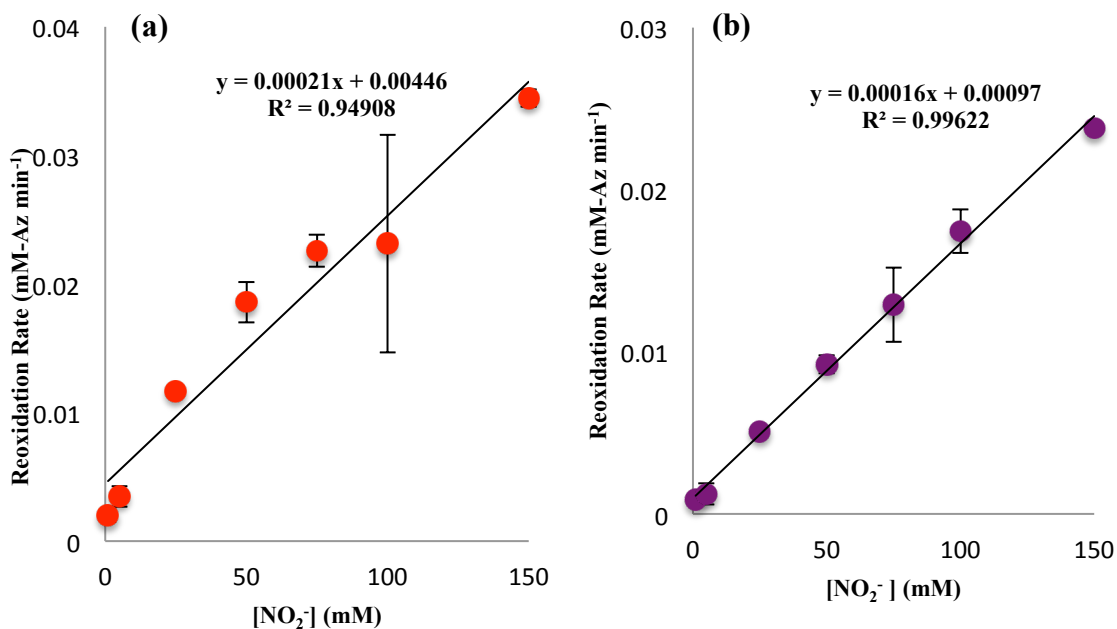 (a)
y = 0.00021x + 0.00446
R² = 0.94908
Reoxidation Rate (mM-Az min⁻¹)
0.04
0.03
0.02
0.01
0
0 50 100 150
[NO₂⁻] (mM)
(b)
y = 0.00016x + 0.00097
R² = 0.99622
Reoxidation Rate (mM-Az min⁻¹)
0.03
0.02
0.01
0
0 50 100 150
[NO₂⁻ ] (mM)